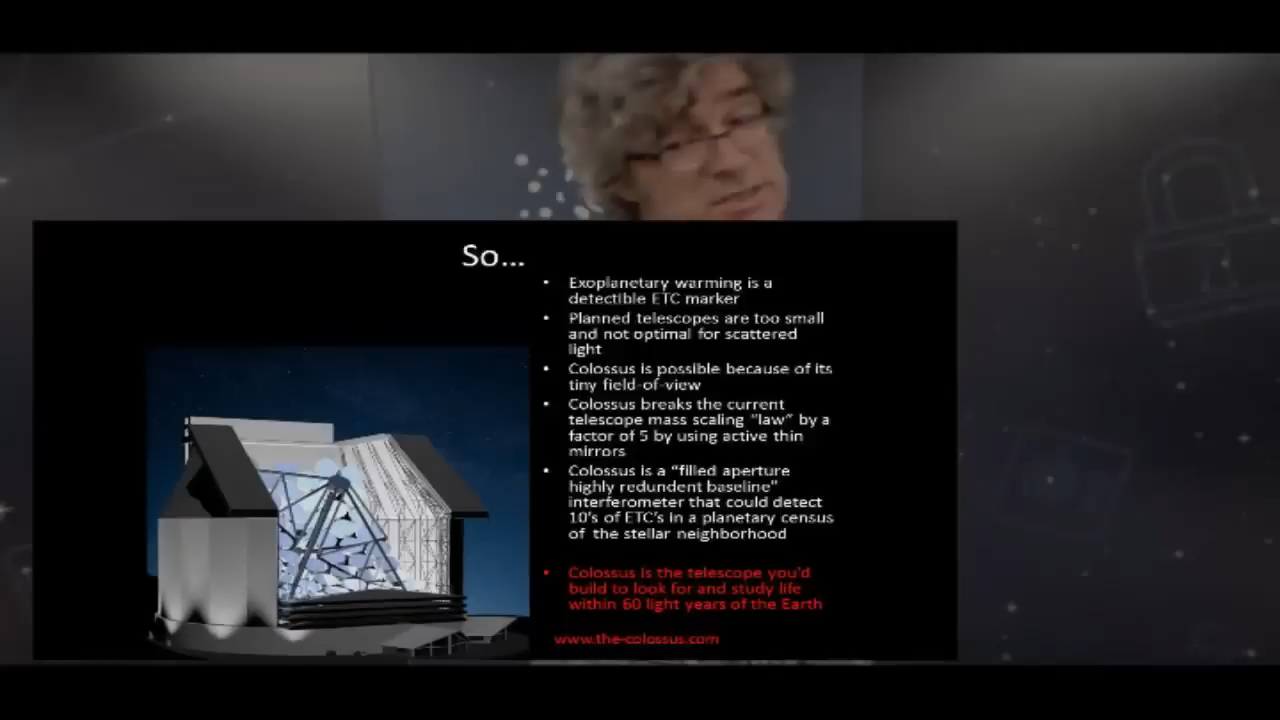 So...
• Exoplanetary warming is a
detectible ETC marker
• Planned telescopes are too small
and not optimal for scattered
light
• Colossus is possible because of its
tiny field-of-view
• Colossus breaks the current
telescope mass scaling “law” by a
factor of 5 by using active thin
mirrors
• Colossus is a “filled aperture
highly redundent baseline”
interferometer that could detect
10's of ETC's in a planetary census
of the stellar neighborhood
• Colossus is the telescope you'd
build to look for and study life
within 60 light years of the Earth
www.the-colossus.com